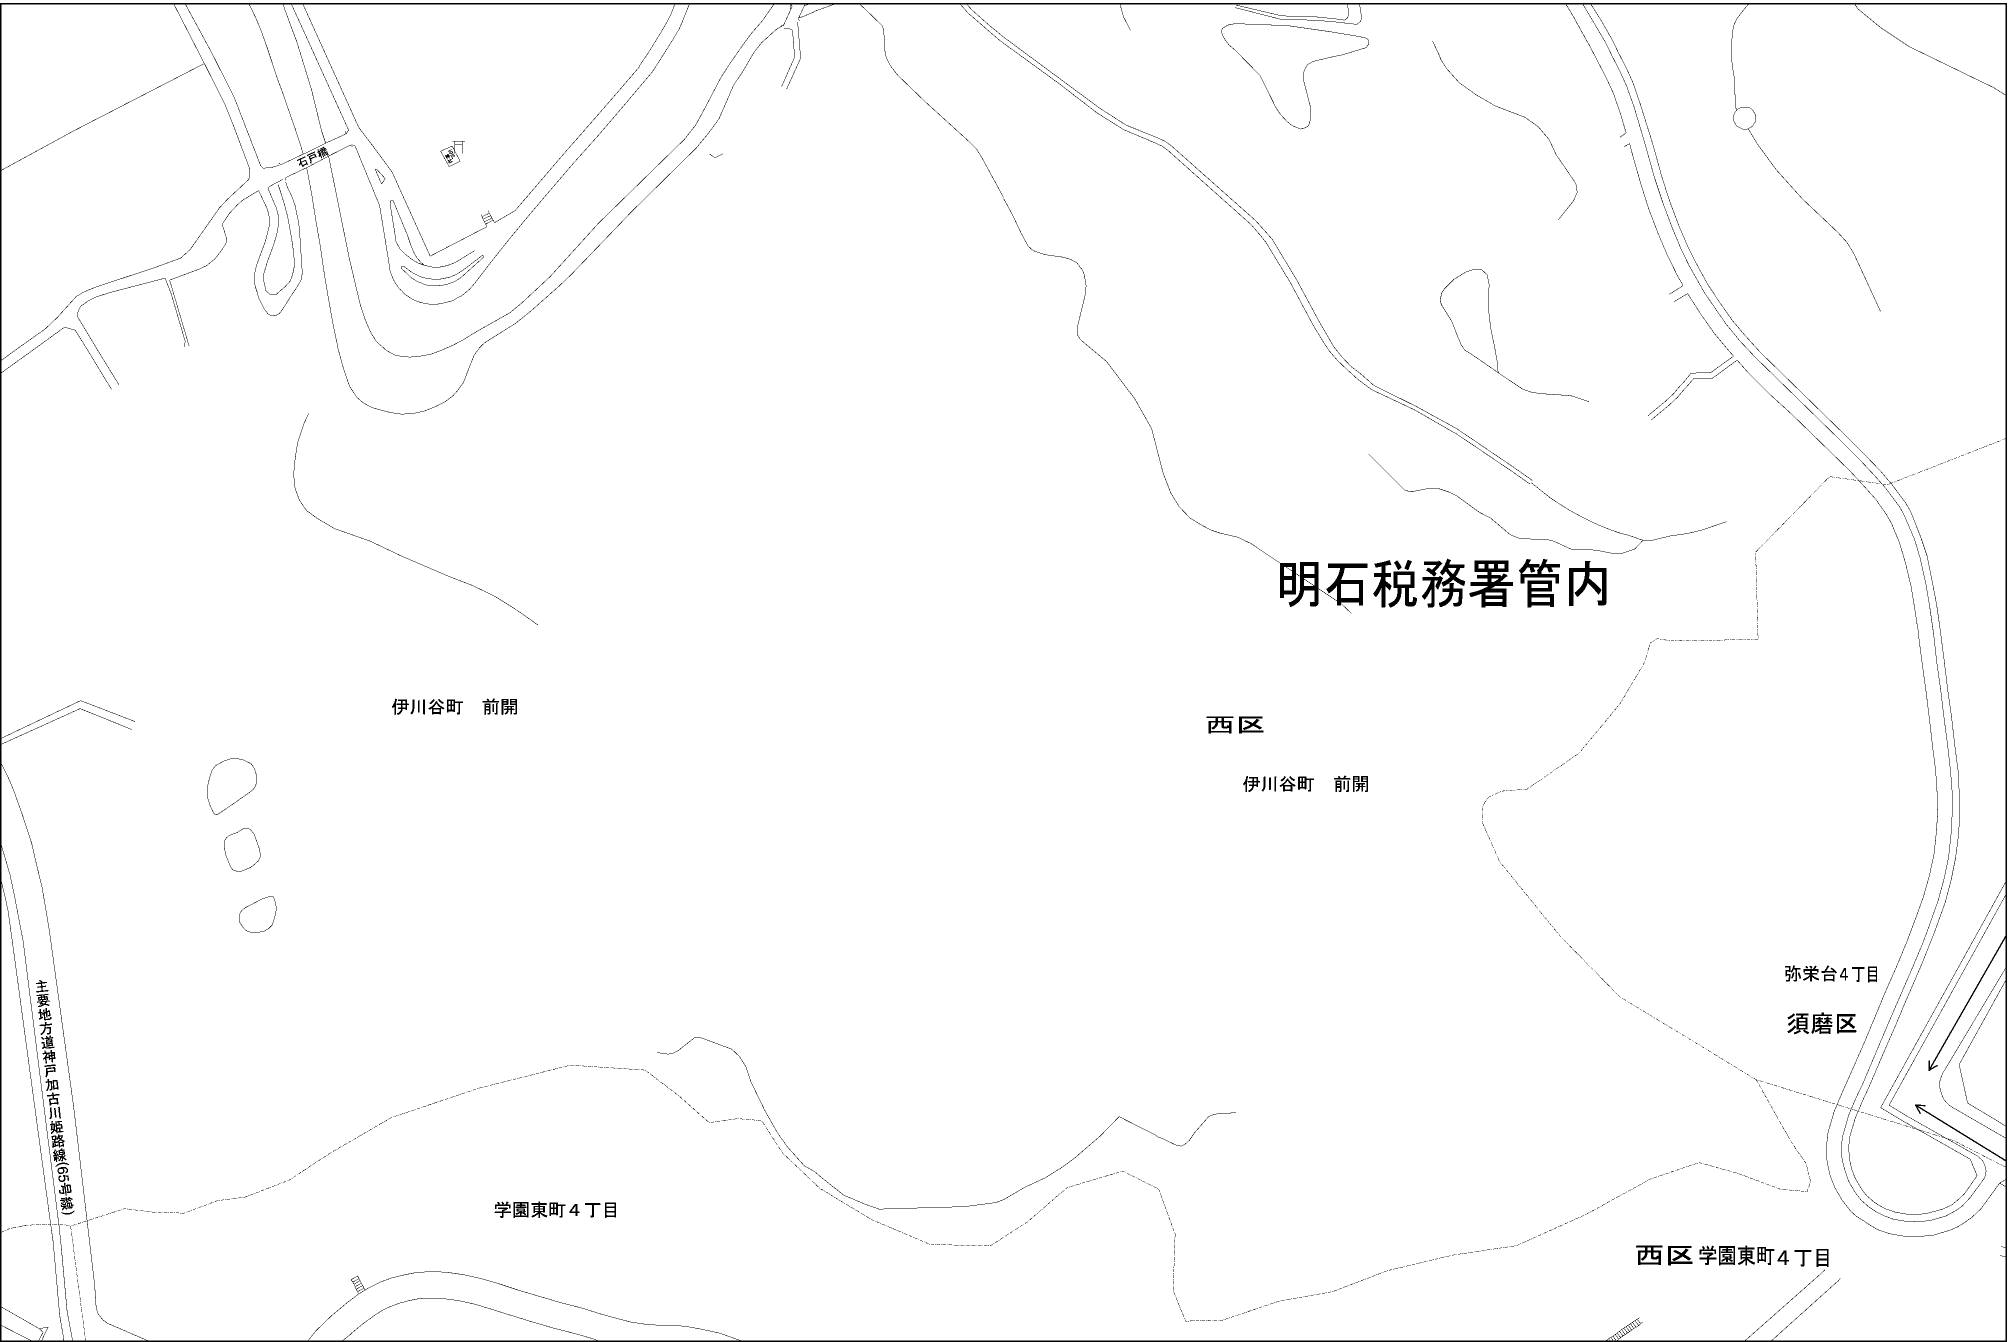 石戸橋
明石税務署管内
伊川谷町　前開
西区
伊川谷町　前開
弥栄台4丁目
須磨区
主要地方道神戸加古川姫路線(65号線)
学園東町４丁目
西区 学園東町４丁目